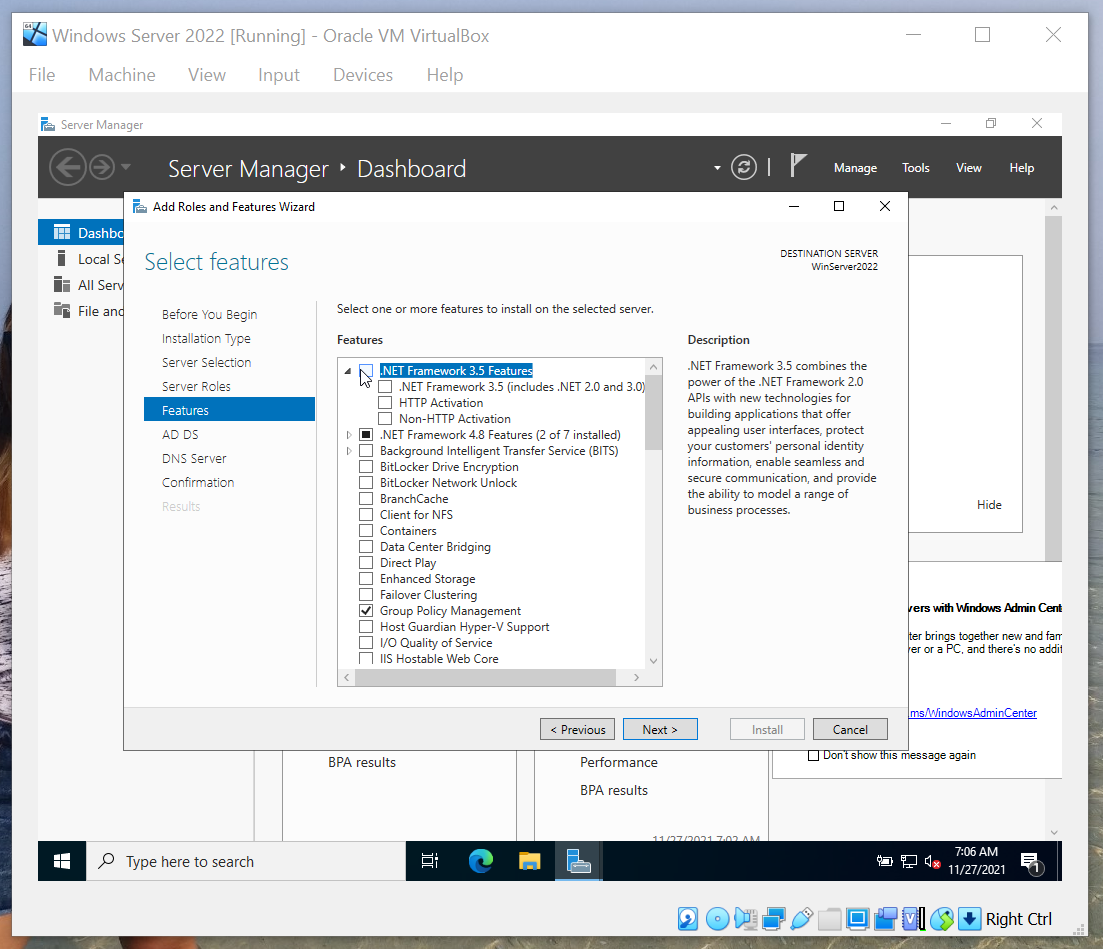 Windows Server 2022 [Running] - Oracle VM VirtualBox
File Machine View Input Devices Help
Server Manager
Server Manager ‣ Dashboard
Manage Tools View Help
Add Roles and Features Wizard
Dashbo
Local Se
All Serv
File and
Select features
DESTINATION SERVER
WinServer2022
Before You Begin
Installation Type
Server Selection
Server Roles
Features
AD DS
DNS Server
Confirmation
Results
Select one or more features to install on the selected server.
Features
.NET Framework 3.5 Features
.NET Framework 3.5 (includes .NET 2.0 and 3.0)
HTTP Activation
Non-HTTP Activation
.NET Framework 4.8 Features (2 of 7 installed)
Background Intelligent Transfer Service (BITS)
BitLocker Drive Encryption
BitLocker Network Unlock
BranchCache
Client for NFS
Containers
Data Center Bridging
Direct Play
Enhanced Storage
Failover Clustering
Group Policy Management
Host Guardian Hyper-V Support
I/O Quality of Service
IIS Hostable Web Core
Description
.NET Framework 3.5 combines the
power of the .NET Framework 2.0
APIs with new technologies for
building applications that offer
appealing user interfaces, protect
your customers' personal identity
information, enable seamless and
secure communication, and provide
the ability to model a range of
business processes.
< Previous Next > Install Cancel
Hide
vers with Windows Admin Cent
ter brings together new and fam
ver or a PC, and there's no addit
ms/WindowsAdminCenter
Don't show this message again
BPA results
Performance
BPA results
11/27/2021 7:02 AM
Type here to search
7:06 AM
11/27/2021
1
Right Ctrl